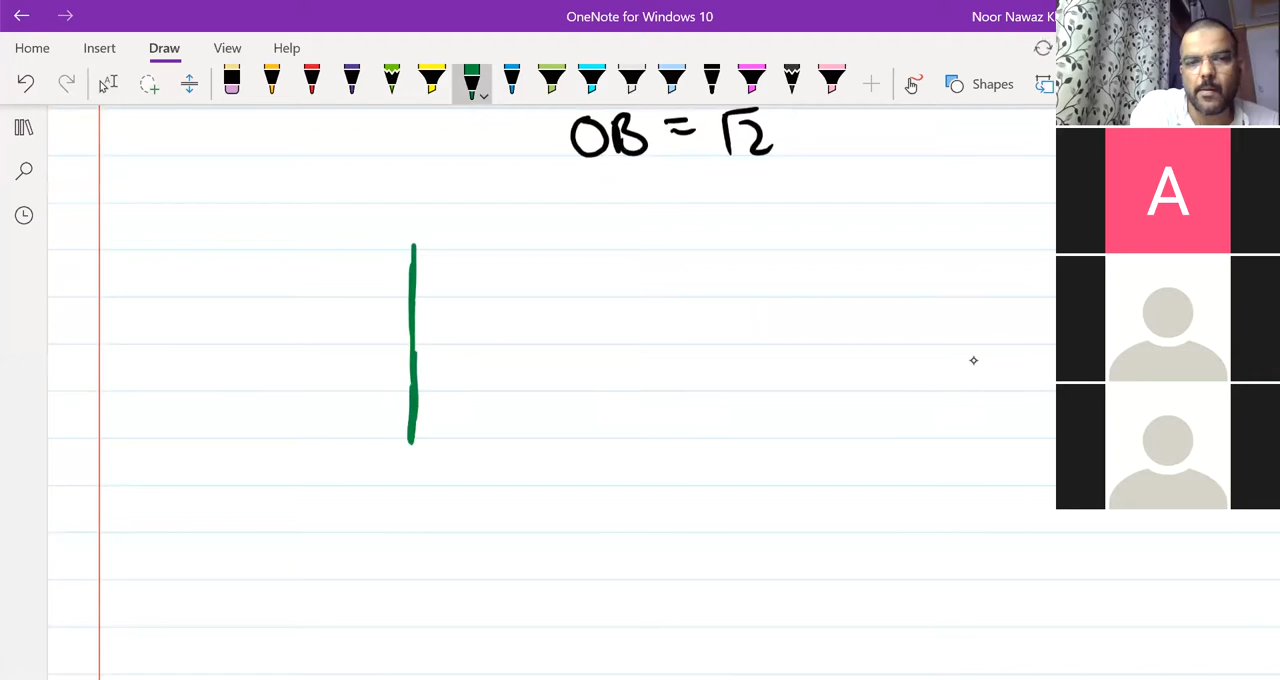 OneNote for Windows 10
Noor Nawaz K
Home Insert Draw View Help
Shapes
OB = √2
A